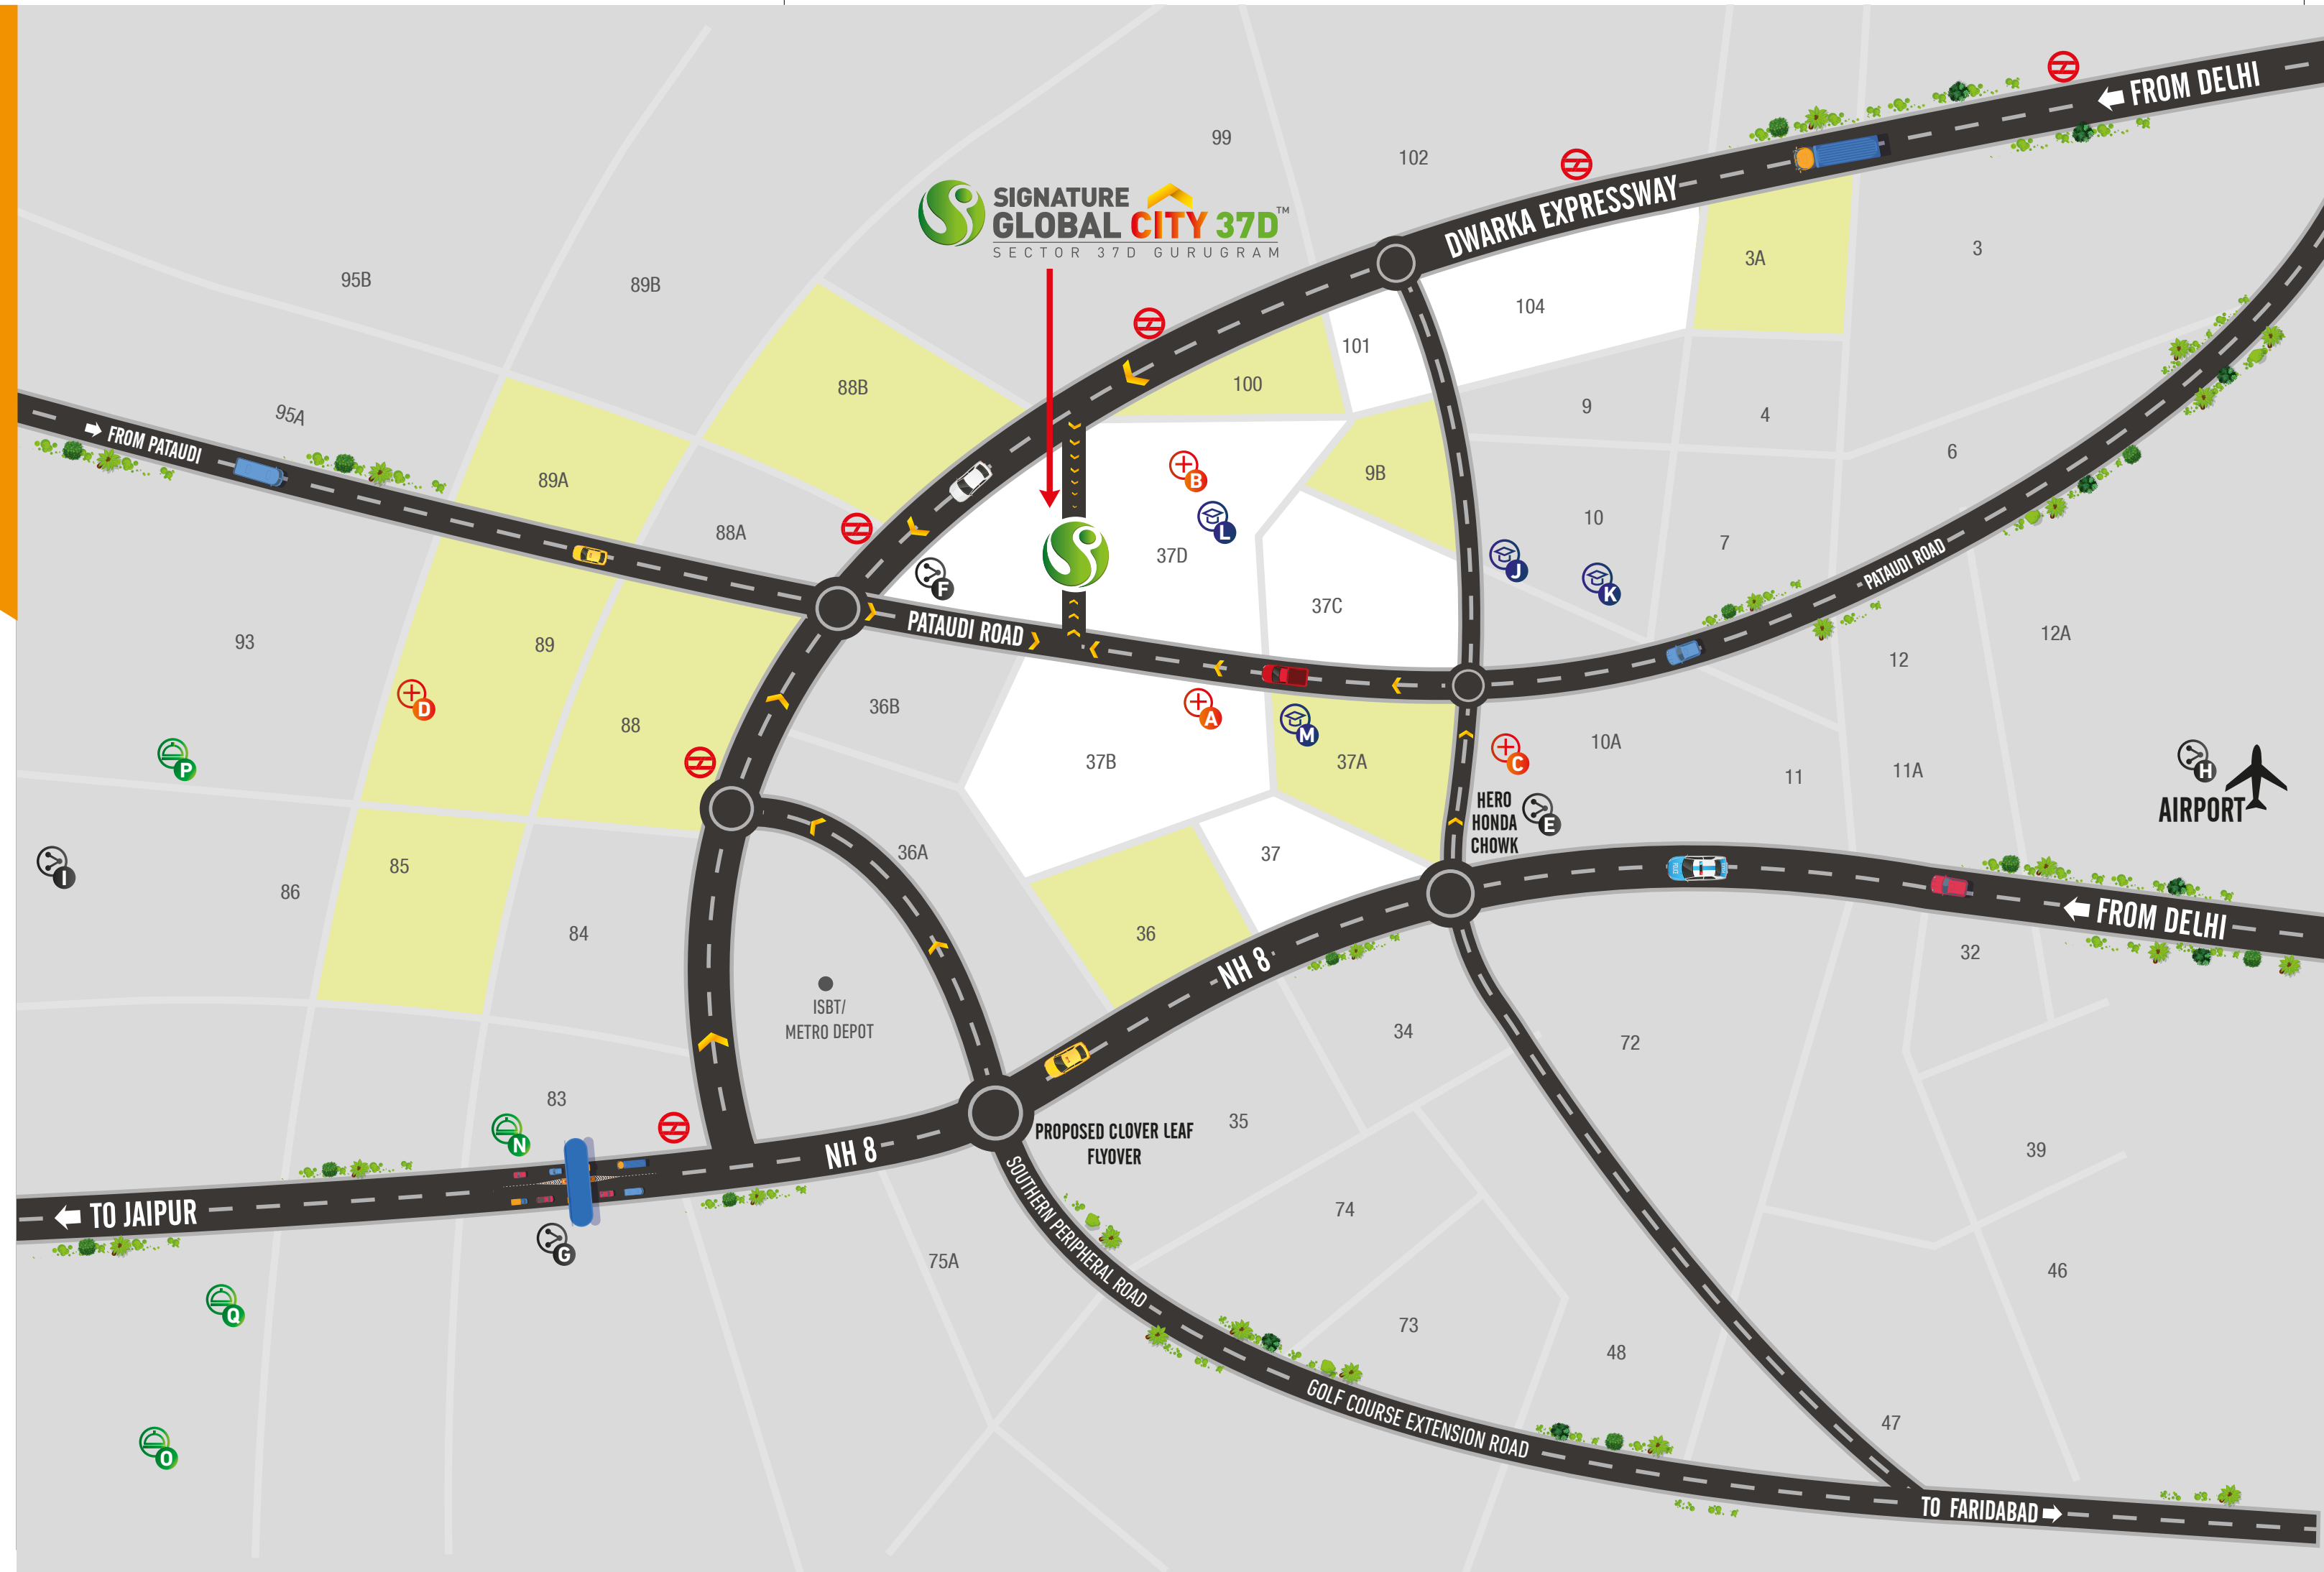 FROM DELHI
99
102
DWARKA EXPRESSWAY
SIGNATURE
GLOBAL CITY 37D™
SECTOR 37D GURUGRAM
3A
3
95B
89B
104
101
88B
100
95A
9
4
FROM PATAUDI
89A
9B
6
B
88A
L
10
37D
7
PATAUDI ROAD
J
F
K
37C
93
89
PATAUDI ROAD
12A
12
D
36B
A
88
M
10A
P
37B
37A
C
11
11A
H
AIRPORT
HERO
HONDA
CHOWK
E
I
85
36A
37
86
84
36
NH 8
FROM DELHI
32
ISBT/
METRO DEPOT
34
72
83
N
35
PROPOSED CLOVER LEAF
FLYOVER
NH 8
39
TO JAIPUR
SOUTHERN PERIPHERAL ROAD
74
G
75A
46
Q
73
48
GOLF COURSE EXTENSION ROAD
47
O
TO FARIDABAD